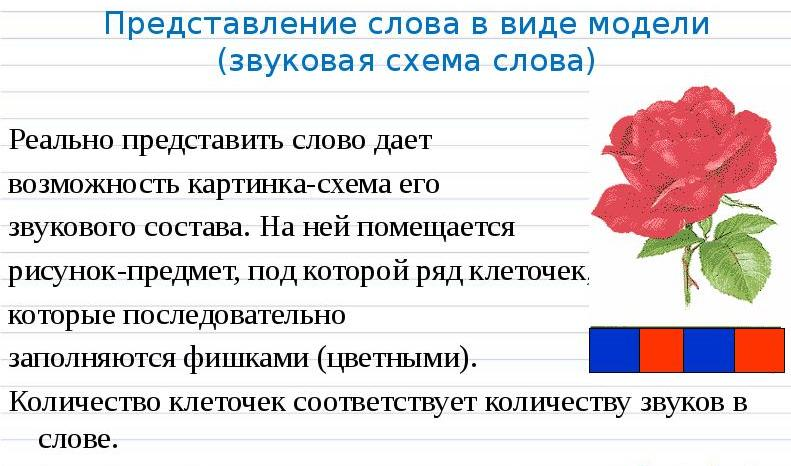 Представление слова в виде модели
(звуковая схема слова)
Реально представить слово дает
возможность картинка-схема его
звукового состава. На ней помещается
рисунок-предмет, под которой ряд клеточек,
которые последовательно
заполняются фишками (цветными).
Количество клеточек соответствует количеству звуков в
слове.